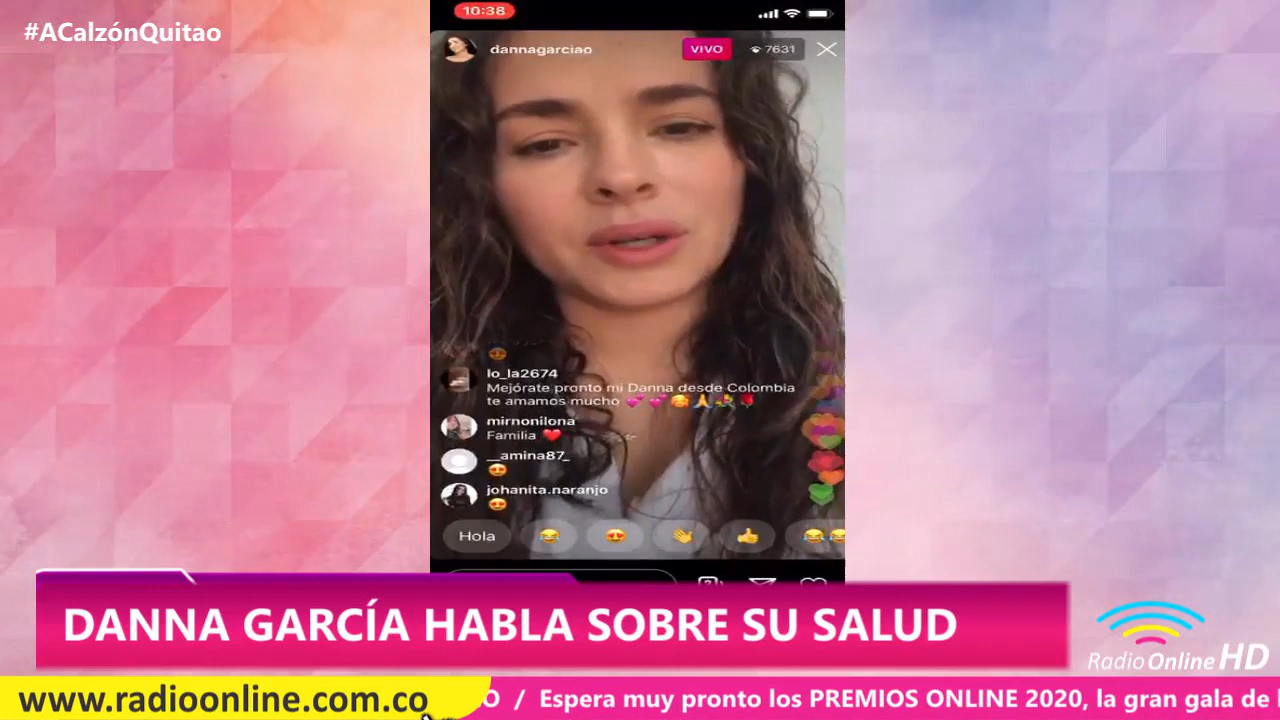 #ACalzónQuitao
10:38
dannagarciao
VIVO
7631
lo_la2674
Mejórate pronto mi Danna desde Colombia
te amamos mucho 💕💕🥰🙏💐🌹
mirnonilona
Familia ❤️
__amina87_
😍
johanita.naranjo
😍
Hola
DANNA GARCÍA HABLA SOBRE SU SALUD
Radio Online HD
www.radioonline.com.co
/ Espera muy pronto los PREMIOS ONLINE 2020, la gran gala de